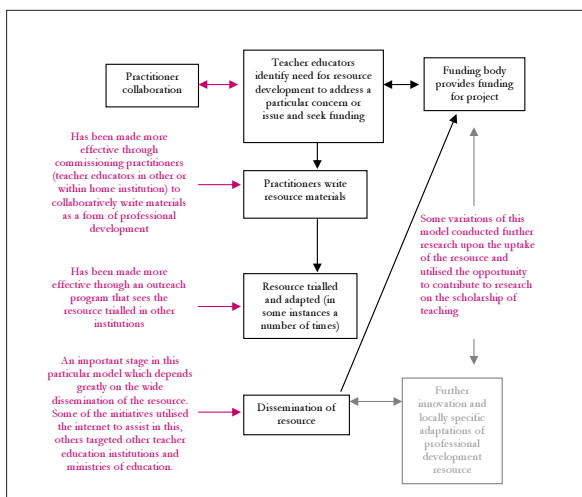 Practitioner
collaboration
Teacher educators
identify need for resource
development to address a
particular concern or
issue and seek funding
Funding body
provides funding
for project
Has been made more
effective through
commissioning practitioners
(teacher educators in other or
within home institution) to
collaboratively write materials
as a form of professional
development
Practitioners write
resource materials
Some variations of this
model conducted further
research upon the uptake
of the resource and
utilised the opportunity
to contribute to research
on the scholarship of
teaching
Has been made more
effective through an outreach
program that sees the
resource trialled in other
institutions
Resource trialled
and adapted (in
some instances a
number of times)
An important stage in this
particular model which depends
greatly on the wide
dissemination of the resource.
Some of the initiatives utilised
the internet to assist in this,
others targeted other teacher
education institutions and
ministries of education.
Dissemination of
resource
Further
innovation and
locally specific
adaptations of
professional
development
resource